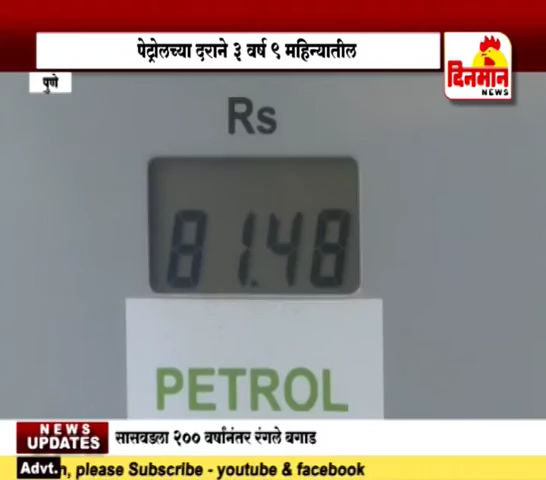 पेट्रोलच्या दराने ३ वर्ष ९ महिन्यातील
दिनमान
NEWS
पुणे
Rs
81.48
PETROL
NEWS
UPDATES
सासवडला २०० वर्षांनंतर रंगले बगाड
Advt.
, please Subscribe - youtube & facebook